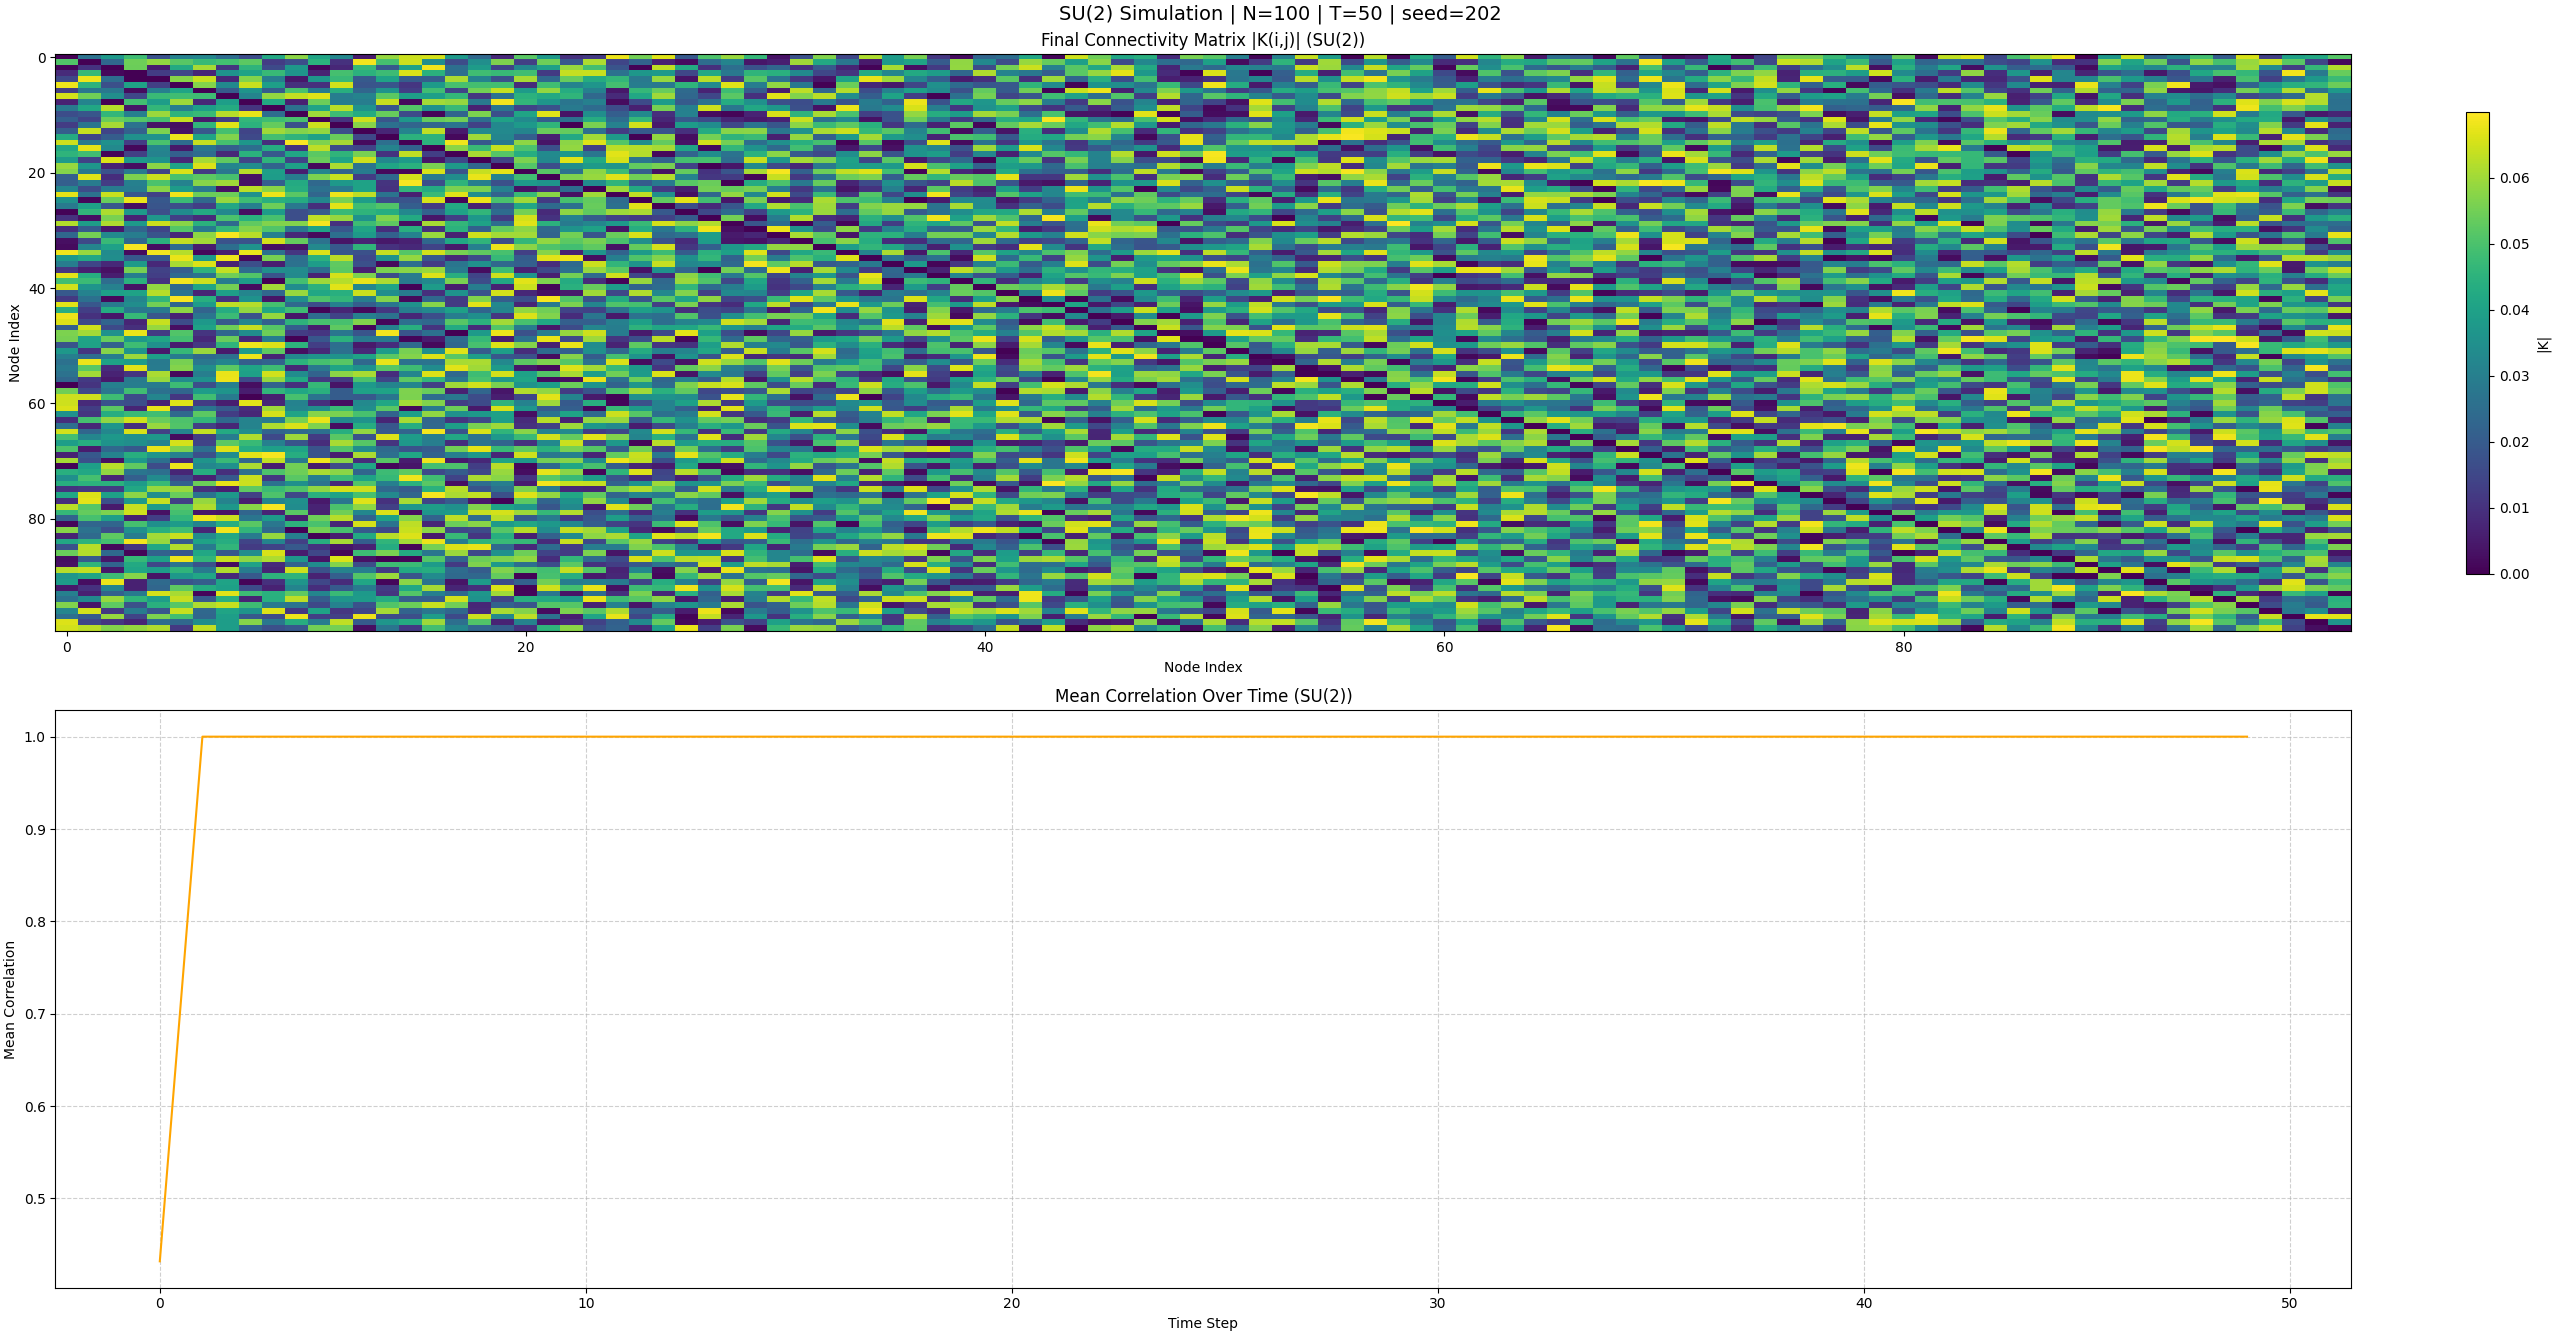 SU(2) Simulation | N=100 | T=50 | seed=202
Final Connectivity Matrix |K(i,j)| (SU(2))
0
20
40
60
80
Node Index
0 20 40 60 80
Node Index
0.06
0.05
0.04
0.03
0.02
0.01
0.00
|K|
Mean Correlation Over Time (SU(2))
1.0
0.9
0.8
0.7
0.6
0.5
Mean Correlation
0 10 20 30 40 50
Time Step